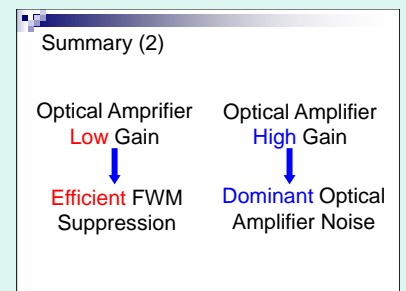 Summary (2)
Optical Amprifier
Low Gain
Efficient FWM
Suppression
Optical Amplifier
High Gain
Dominant Optical
Amplifier Noise